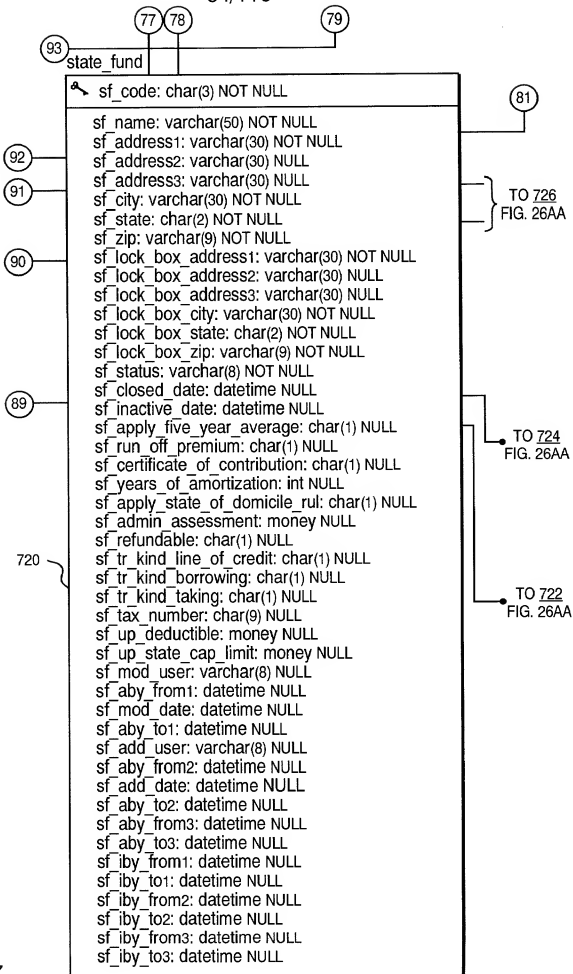 77 78 79
93
state_fund
sf_code: char(3) NOT NULL
81
sf_name: varchar(50) NOT NULL
sf_address1: varchar(30) NOT NULL
92
sf_address2: varchar(30) NULL
sf_address3: varchar(30) NULL
91
sf_city: varchar(30) NOT NULL
TO 726
FIG. 26AA
sf_state: char(2) NOT NULL
sf_zip: varchar(9) NOT NULL
90
sf_lock_box_address1: varchar(30) NOT NULL
sf_lock_box_address2: varchar(30) NULL
sf_lock_box_address3: varchar(30) NULL
sf_lock_box_city: varchar(30) NOT NULL
sf_lock_box_state: char(2) NOT NULL
sf_lock_box_zip: varchar(9) NOT NULL
sf_status: varchar(8) NOT NULL
sf_closed_date: datetime NULL
89
sf_inactive_date: datetime NULL
sf_apply_five_year_average: char(1) NULL
TO 724
FIG. 26AA
sf_run_off_premium: char(1) NULL
sf_certificate_of_contribution: char(1) NULL
sf_years_of_amortization: int NULL
sf_apply_state_of_domicile_rul: char(1) NULL
sf_admin_assessment: money NULL
sf_refundable: char(1) NULL
720
sf_tr_kind_line_of_credit: char(1) NULL
sf_tr_kind_borrowing: char(1) NULL
sf_tr_kind_taking: char(1) NULL
TO 722
FIG. 26AA
sf_tax_number: char(9) NULL
sf_up_deductible: money NULL
sf_up_state_cap_limit: money NULL
sf_mod_user: varchar(8) NULL
sf_aby_from1: datetime NULL
sf_mod_date: datetime NULL
sf_aby_to1: datetime NULL
sf_add_user: varchar(8) NULL
sf_aby_from2: datetime NULL
sf_add_date: datetime NULL
sf_aby_to2: datetime NULL
sf_aby_from3: datetime NULL
sf_aby_to3: datetime NULL
sf_iby_from1: datetime NULL
sf_iby_to1: datetime NULL
sf_iby_from2: datetime NULL
sf_iby_to2: datetime NULL
sf_iby_from3: datetime NULL
sf_iby_to3: datetime NULL